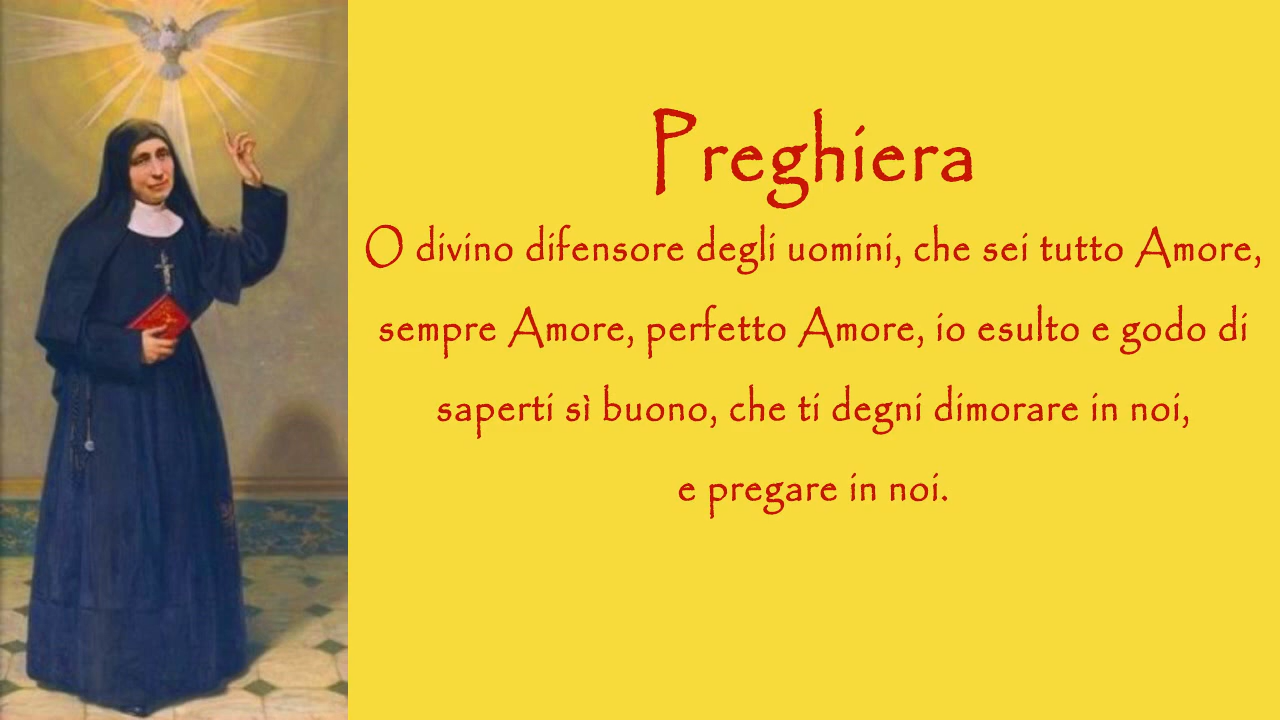 Preghiera
O divino difensore degli uomini, che sei tutto Amore,
sempre Amore, perfetto Amore, io esulto e godo di
saperti sì buono, che ti degni dimorare in noi,
e pregare in noi.